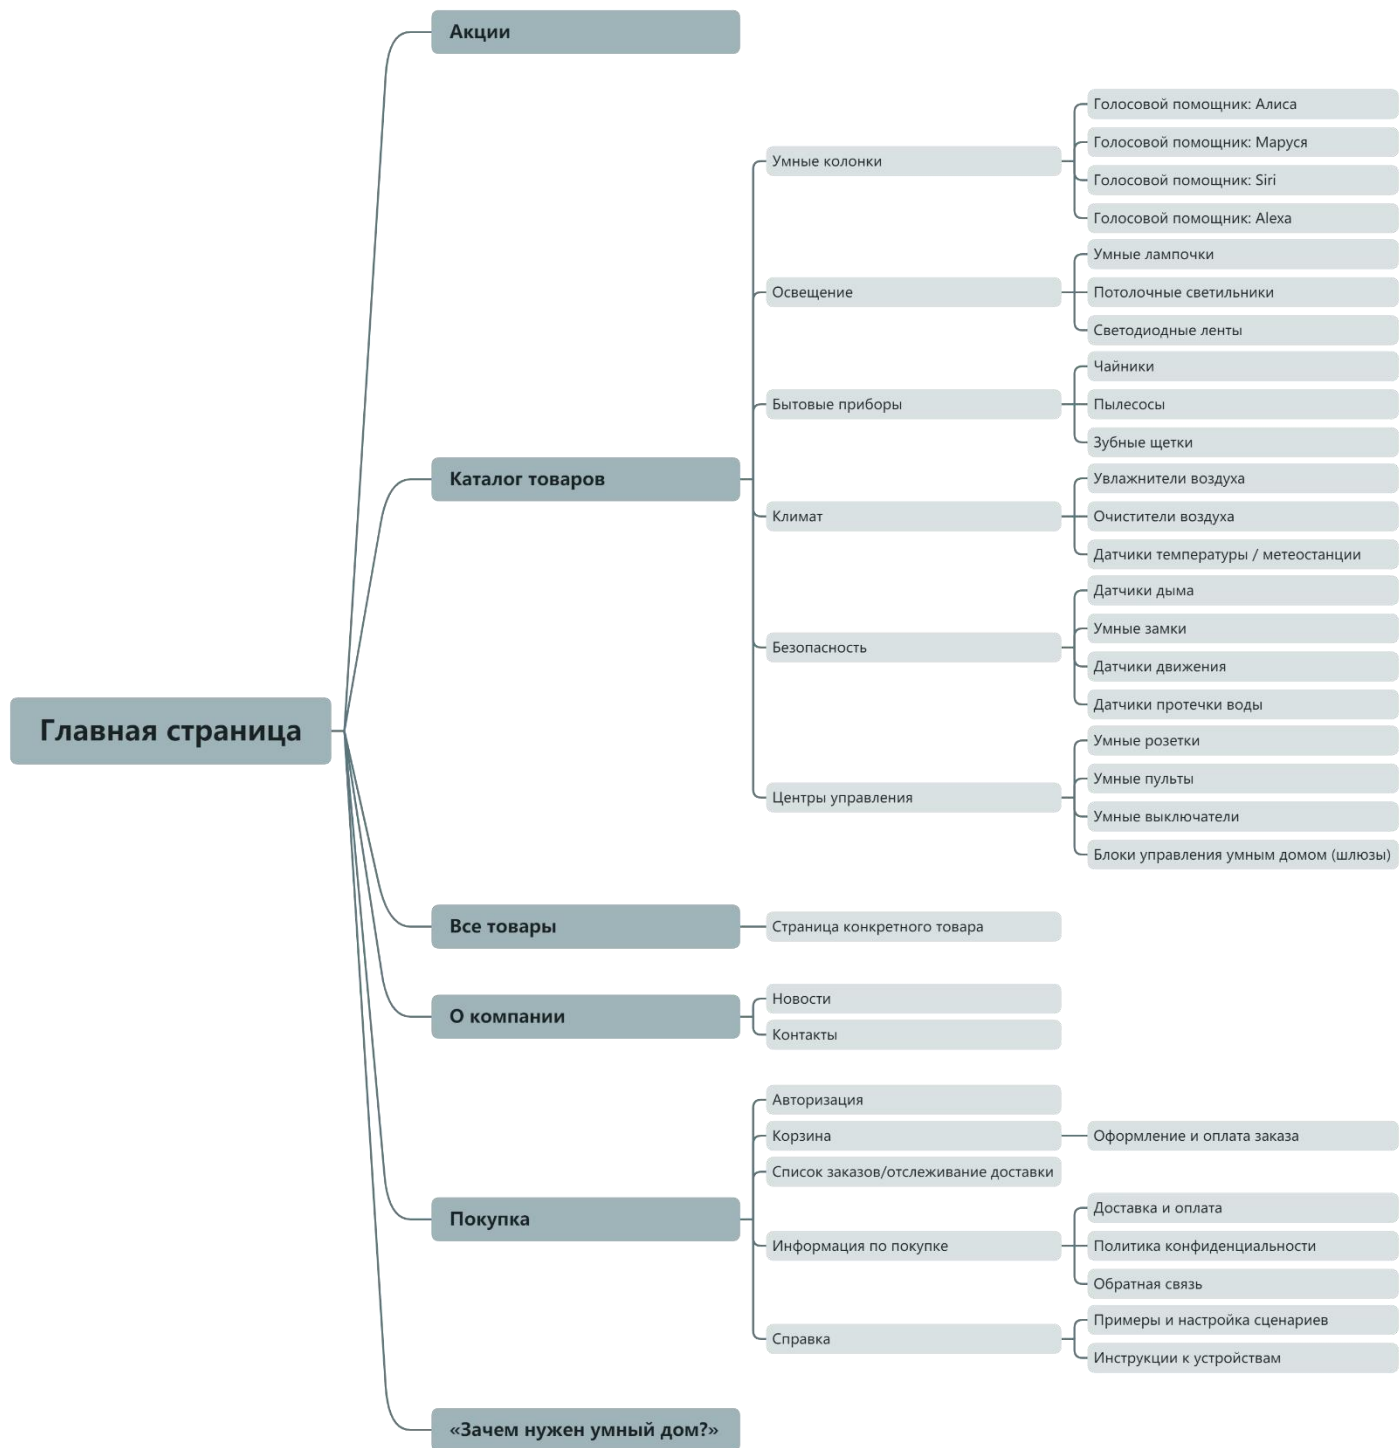 Акции
Голосовой помощник: Алиса
Голосовой помощник: Маруся
Умные колонки
Голосовой помощник: Siri
Голосовой помощник: Alexa
Умные лампочки
Освещение
Потолочные светильники
Светодиодные ленты
Чайники
Бытовые приборы
Пылесосы
Зубные щетки
Каталог товаров
Увлажнители воздуха
Климат
Очистители воздуха
Датчики температуры / метеостанции
Датчики дыма
Умные замки
Безопасность
Датчики движения
Датчики протечки воды
Главная страница
Умные розетки
Умные пульты
Центры управления
Умные выключатели
Блоки управления умным домом (шлюзы)
Все товары
Страница конкретного товара
О компании
Новости
Контакты
Авторизация
Корзина
Оформление и оплата заказа
Список заказов/отслеживание доставки
Покупка
Доставка и оплата
Информация по покупке
Политика конфиденциальности
Обратная связь
Примеры и настройка сценариев
Справка
Инструкции к устройствам
«Зачем нужен умный дом?»